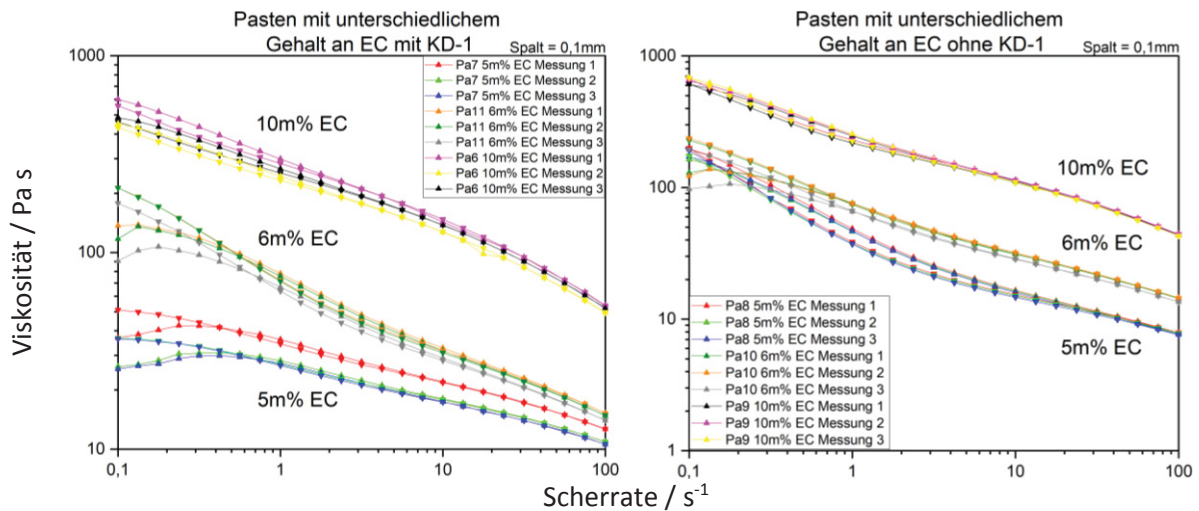 Pasten mit unterschiedlichem
Gehalt an EC mit KD-1
Spalt = 0,1mm
1000
100
10
Pa7 5m% EC Messung 1
Pa7 5m% EC Messung 2
Pa7 5m% EC Messung 3
Pa11 6m% EC Messung 1
Pa11 6m% EC Messung 2
Pa11 6m% EC Messung 3
Pa6 10m% EC Messung 1
Pa6 10m% EC Messung 2
Pa6 10m% EC Messung 3
10m% EC
6m% EC
5m% EC
0,1
1
10
100
Viskosität / Pa s
Pasten mit unterschiedlichem
Gehalt an EC ohne KD-1
Spalt = 0,1mm
1000
100
10
1
10m% EC
6m% EC
5m% EC
Pa8 5m% EC Messung 1
Pa8 5m% EC Messung 2
Pa8 5m% EC Messung 3
Pa10 6m% EC Messung 1
Pa10 6m% EC Messung 2
Pa10 6m% EC Messung 3
Pa9 10m% EC Messung 1
Pa9 10m% EC Messung 2
Pa9 10m% EC Messung 3
0,1
1
10
100
Scherrate / s⁻¹